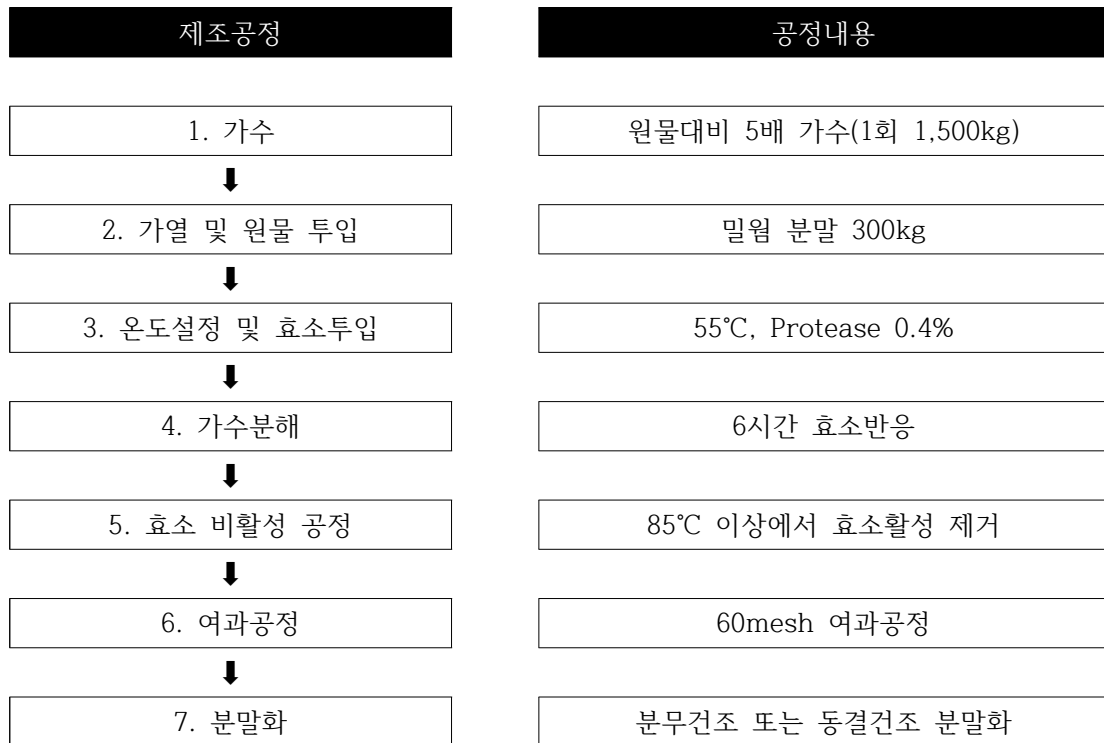 제조공정 공정내용
1. 가수 원물대비 5배 가수(1회 1,500kg)
2. 가열 및 원물 투입 밀웜 분말 300kg
3. 온도설정 및 효소투입 55℃, Protease 0.4%
4. 가수분해 6시간 효소반응
5. 효소 비활성 공정 85℃ 이상에서 효소활성 제거
6. 여과공정 60mesh 여과공정
7. 분말화 분무건조 또는 동결건조 분말화